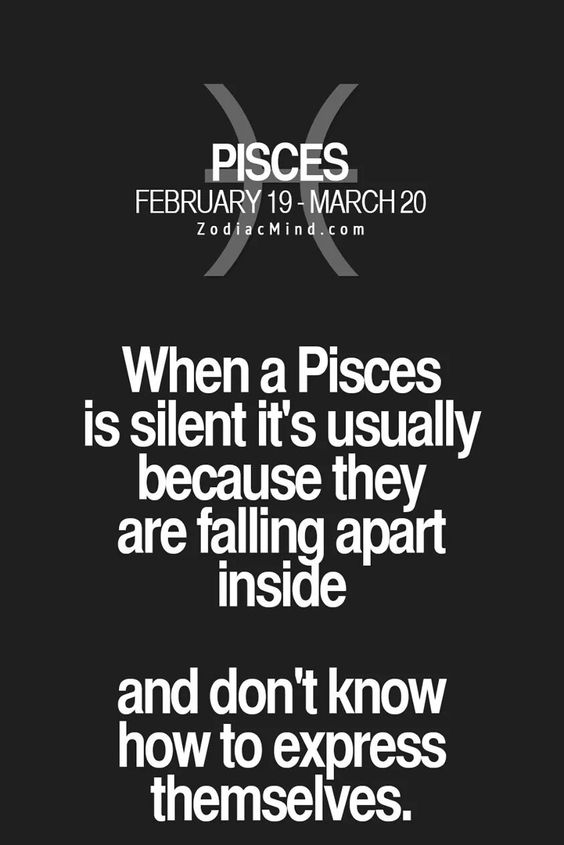 PISCES
FEBRUARY 19 - MARCH 20
ZodiacMind.com
When a Pisces
is silent it's usually
because they
are falling apart
inside
and don't know
how to express
themselves.